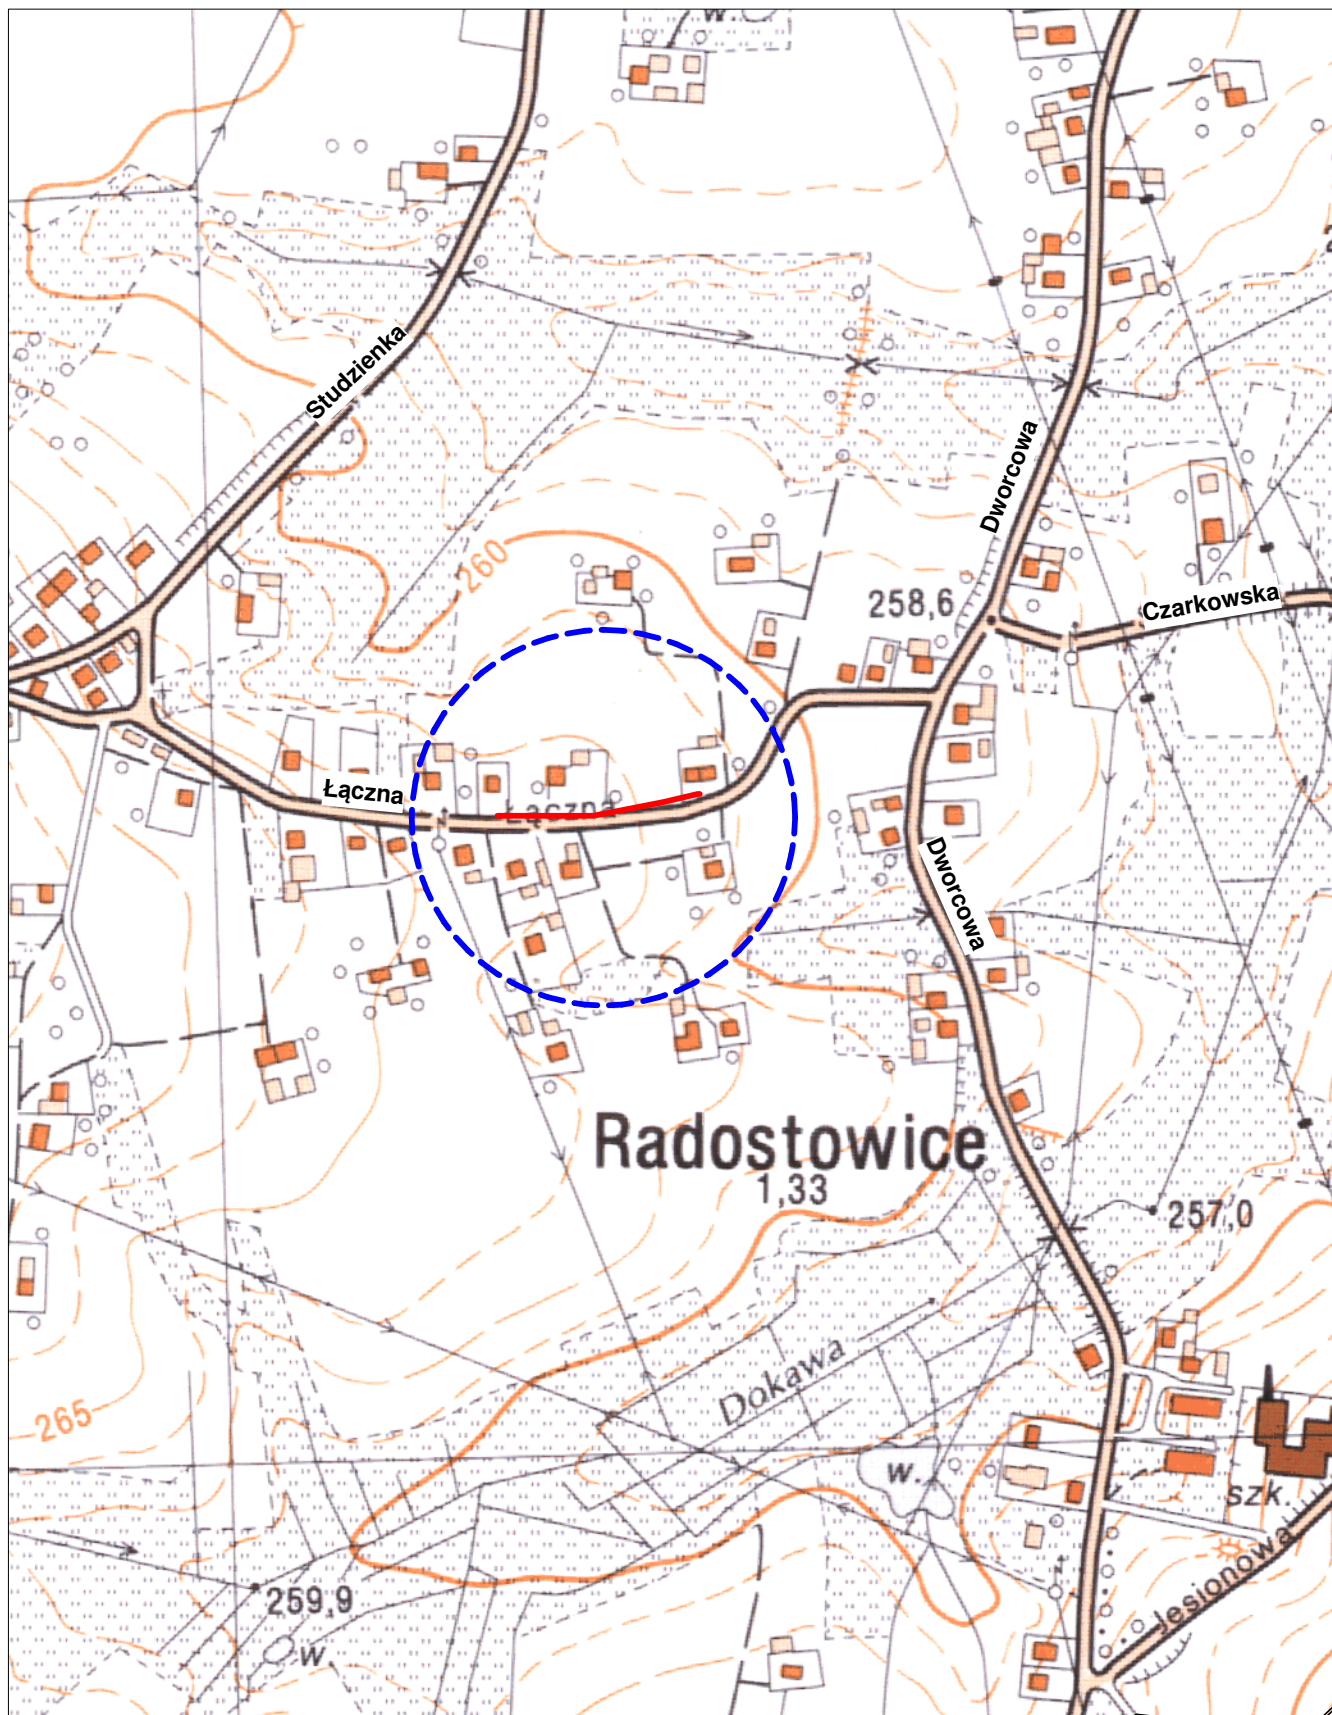 w.
Studzienka
Dworcowa
260
258,6
Czarkowska
Łączna
Łączna
Dworcowa
Radostowice
1,33
257,0
Dokawa
265
w.
szk.
Jesionowa
259,9
w.